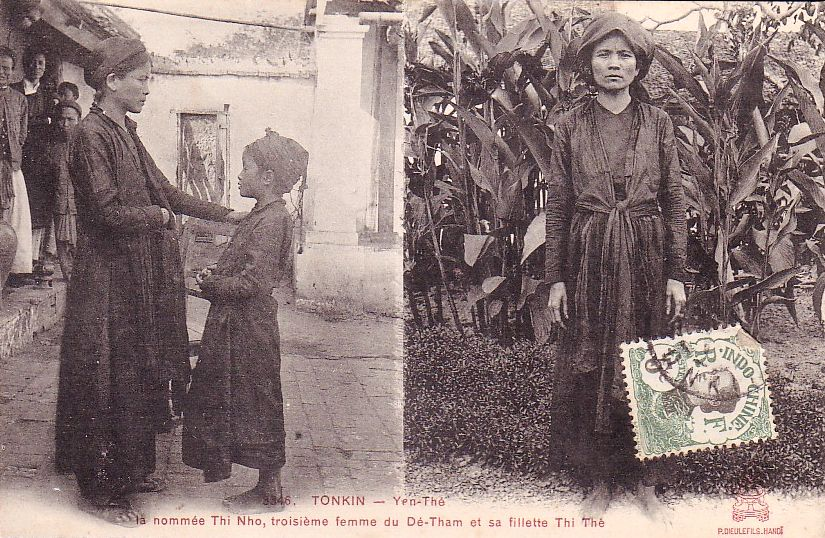 INDO-CHINE F
R F
3346. TONKIN — Yen-Thé
la nommée Thi Nho, troisième femme du Dé-Tham et sa fillette Thi Thé
P. DIEULEFILS. HANOÏ